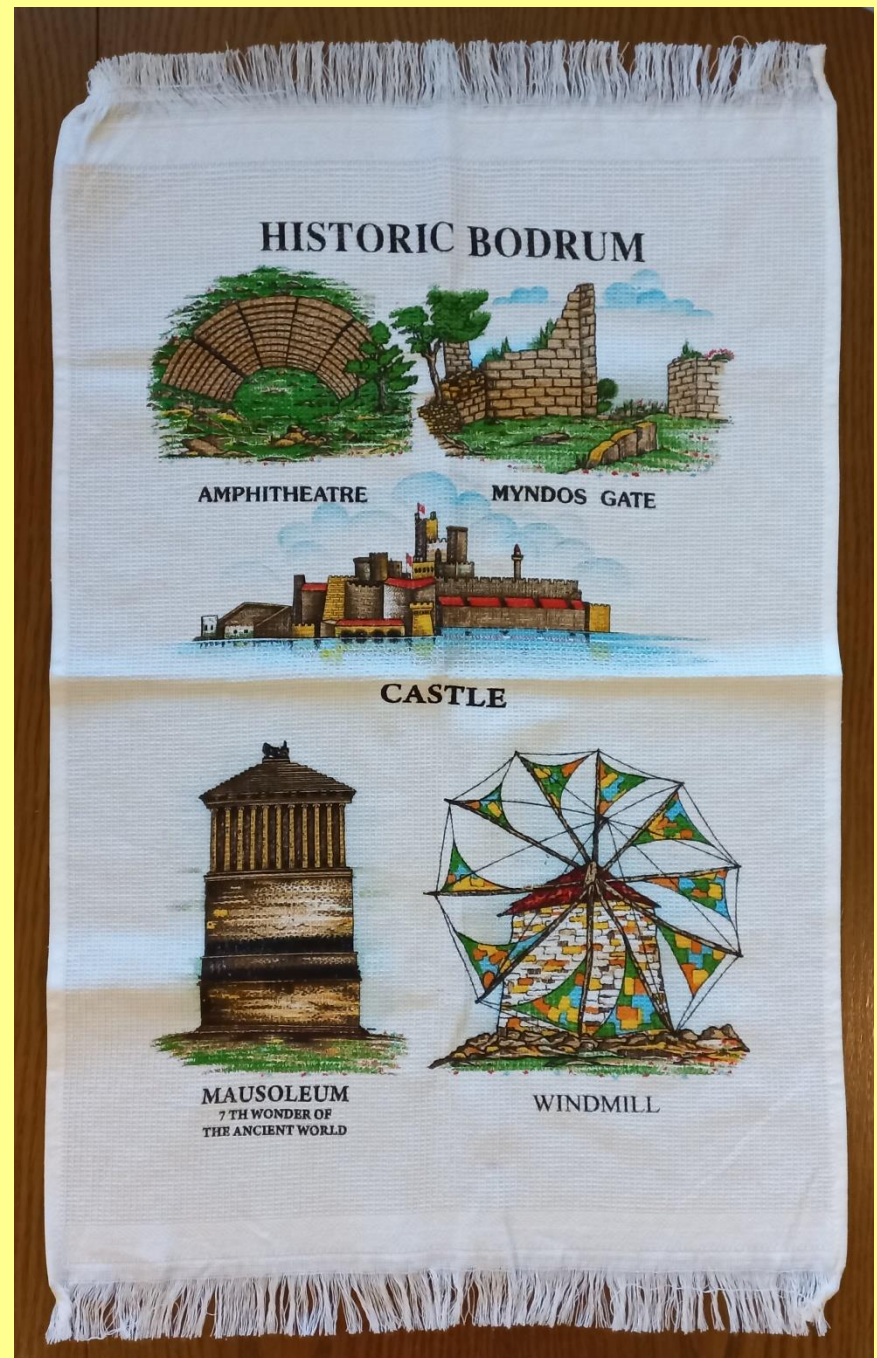 HISTORIC BODRUM
AMPHITHEATRE
MYNDOS GATE
CASTLE
MAUSOLEUM
7 TH WONDER OF
THE ANCIENT WORLD
WINDMILL